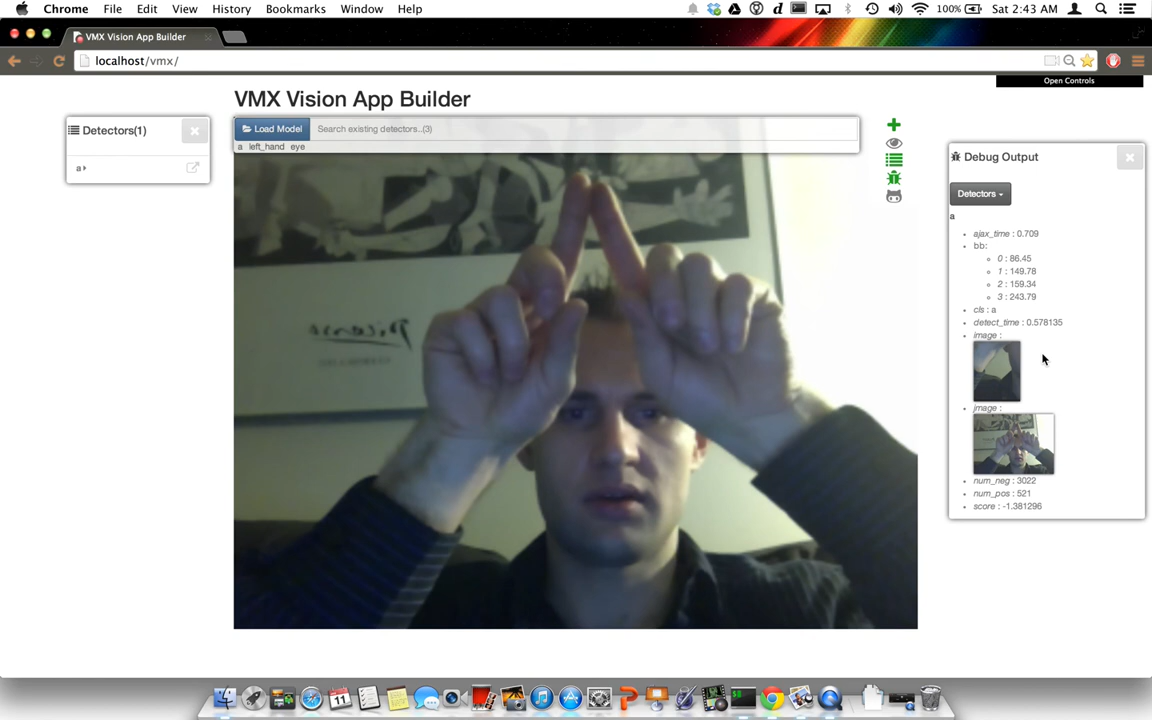 Chrome File Edit View History Bookmarks Window Help 100% Sat 2:43 AM
VMX Vision App Builder
localhost/vmx/
Open Controls
VMX Vision App Builder
Detectors(1)
a
Load Model Search existing detectors..(3)
a left_hand eye
Debug Output
Detectors
a
ajax_time : 0.709
bb:
0 : 86.45
1 : 149.78
2 : 159.34
3 : 243.79
cls : a
detect_time : 0.578135
image :
jmage :
num_neg : 3022
num_pos : 521
score : -1.381296